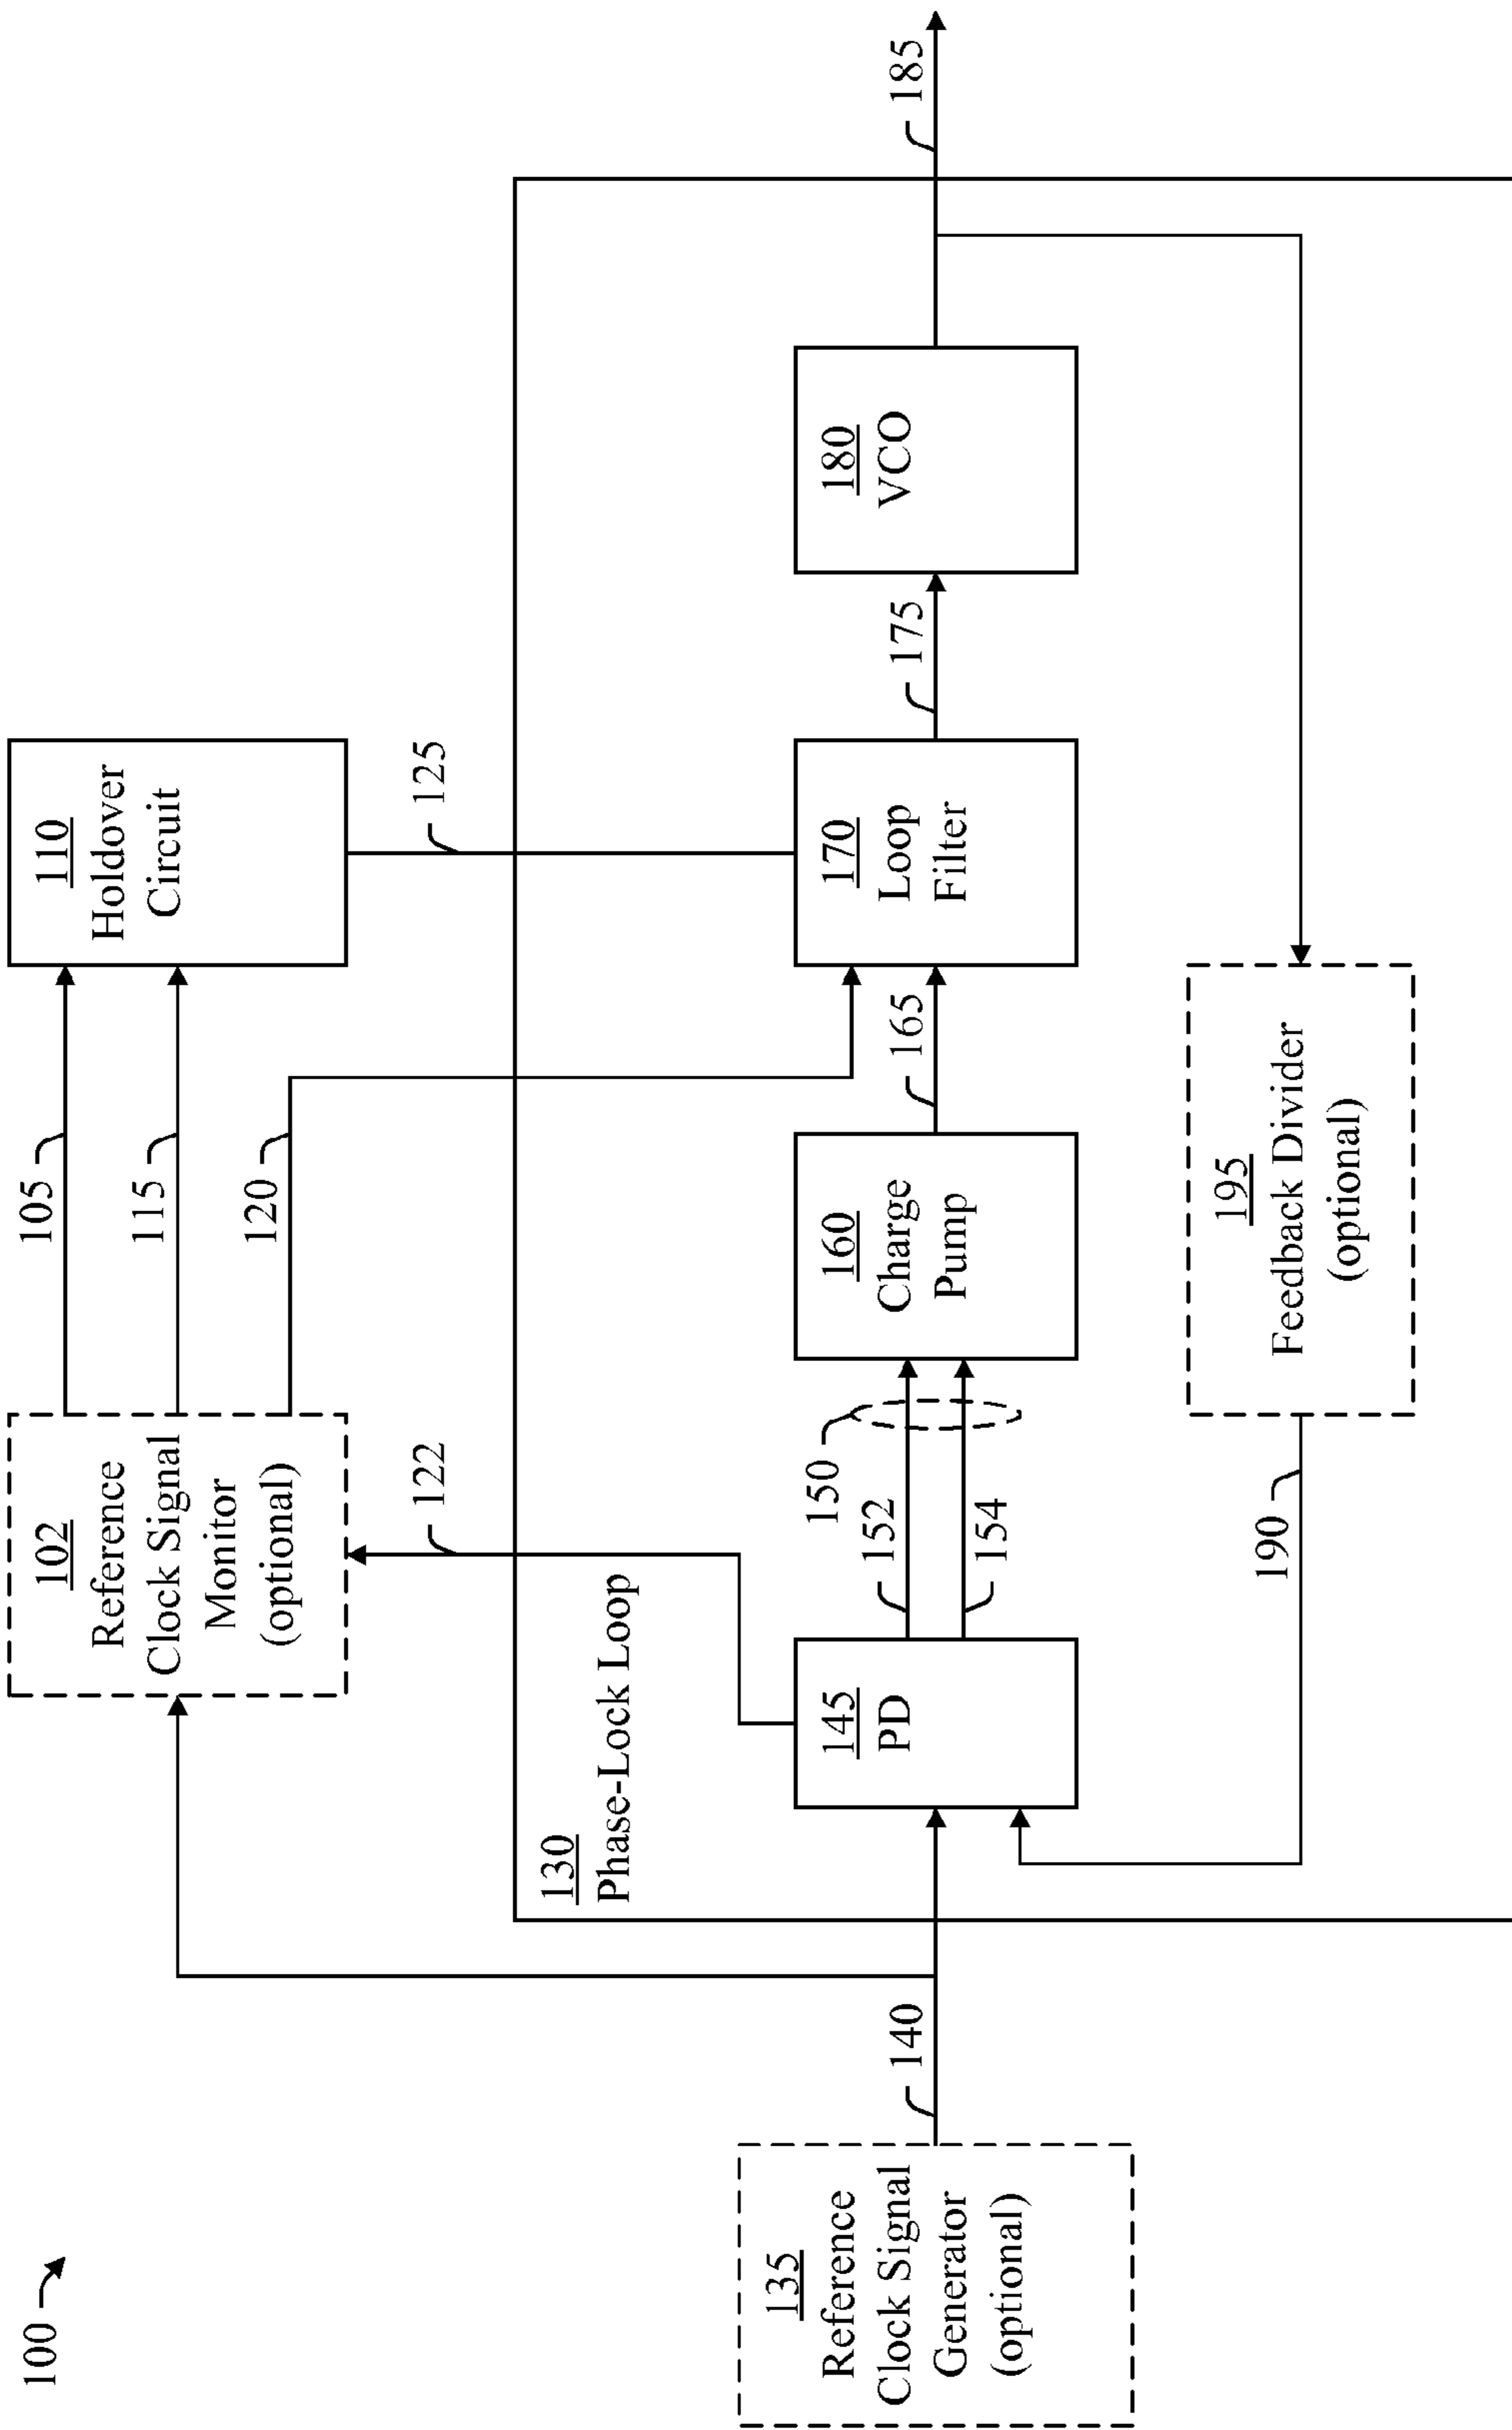 100
102
Reference
Clock Signal
Monitor
(optional)
105
115
120
110
Holdover
Circuit
122
125
130
Phase-Lock Loop
135
Reference
Clock Signal
Generator
(optional)
140
145
PD
150
152
154
160
Charge
Pump
165
170
Loop
Filter
175
180
VCO
185
190
195
Feedback Divider
(optional)